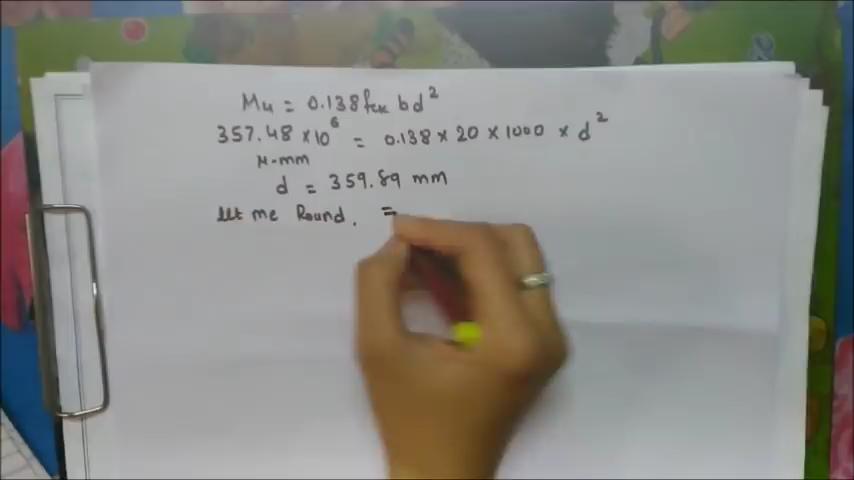 Mu = 0.138 fck bd²
357.48 × 10⁶ = 0.138 × 20 × 1000 × d²
N-mm
d = 359.89 mm
let me Round. =